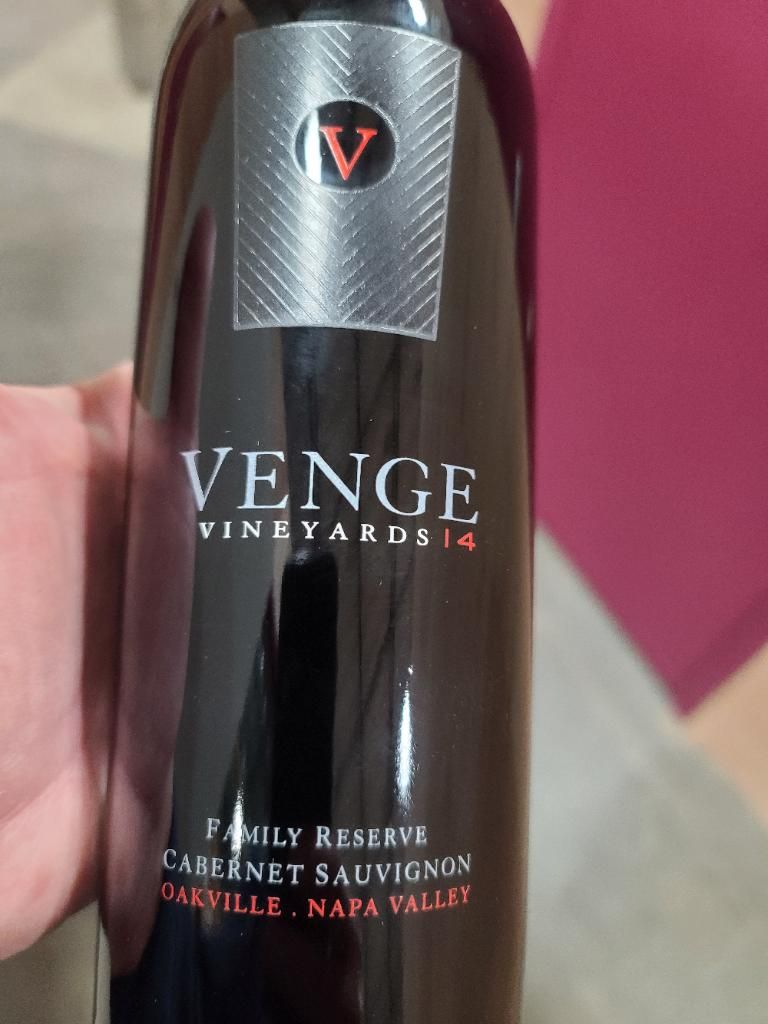 V
VENGE
VINEYARDS 14
FAMILY RESERVE
CABERNET SAUVIGNON
OAKVILLE . NAPA VALLEY